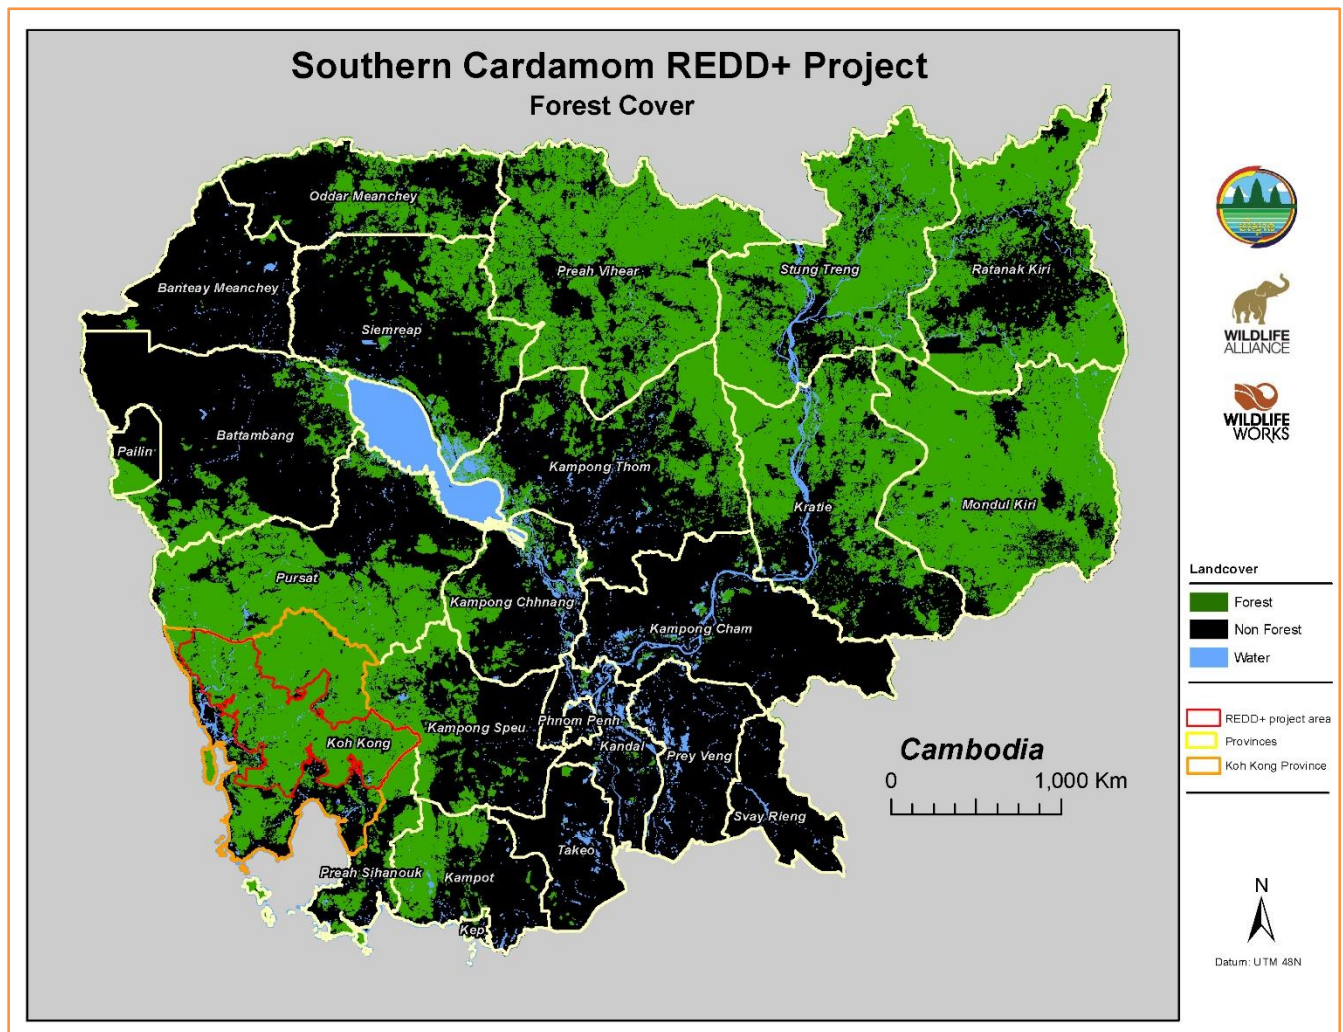 Southern Cardamom REDD+ Project
Forest Cover
Oddar Meanchey
Banteay Meanchey
Preah Vihear
Stung Treng
Ratanak Kiri
Siemreap
Battambang
Pailin
Kampong Thom
Kratie
Mondul Kiri
Pursat
Kampong Chhnang
Kampong Cham
Koh Kong
Kampong Speu
Phnom Penh
Kandal
Prey Veng
Svay Rieng
Takeo
Preah Sihanouk
Kampot
Kep
Cambodia
0 1,000 Km
WILDLIFE
ALLIANCE
WILDLIFE
WORKS
Landcover
Forest
Non Forest
Water
REDD+ project area
Provinces
Koh Kong Province
N
Datum: UTM 48N